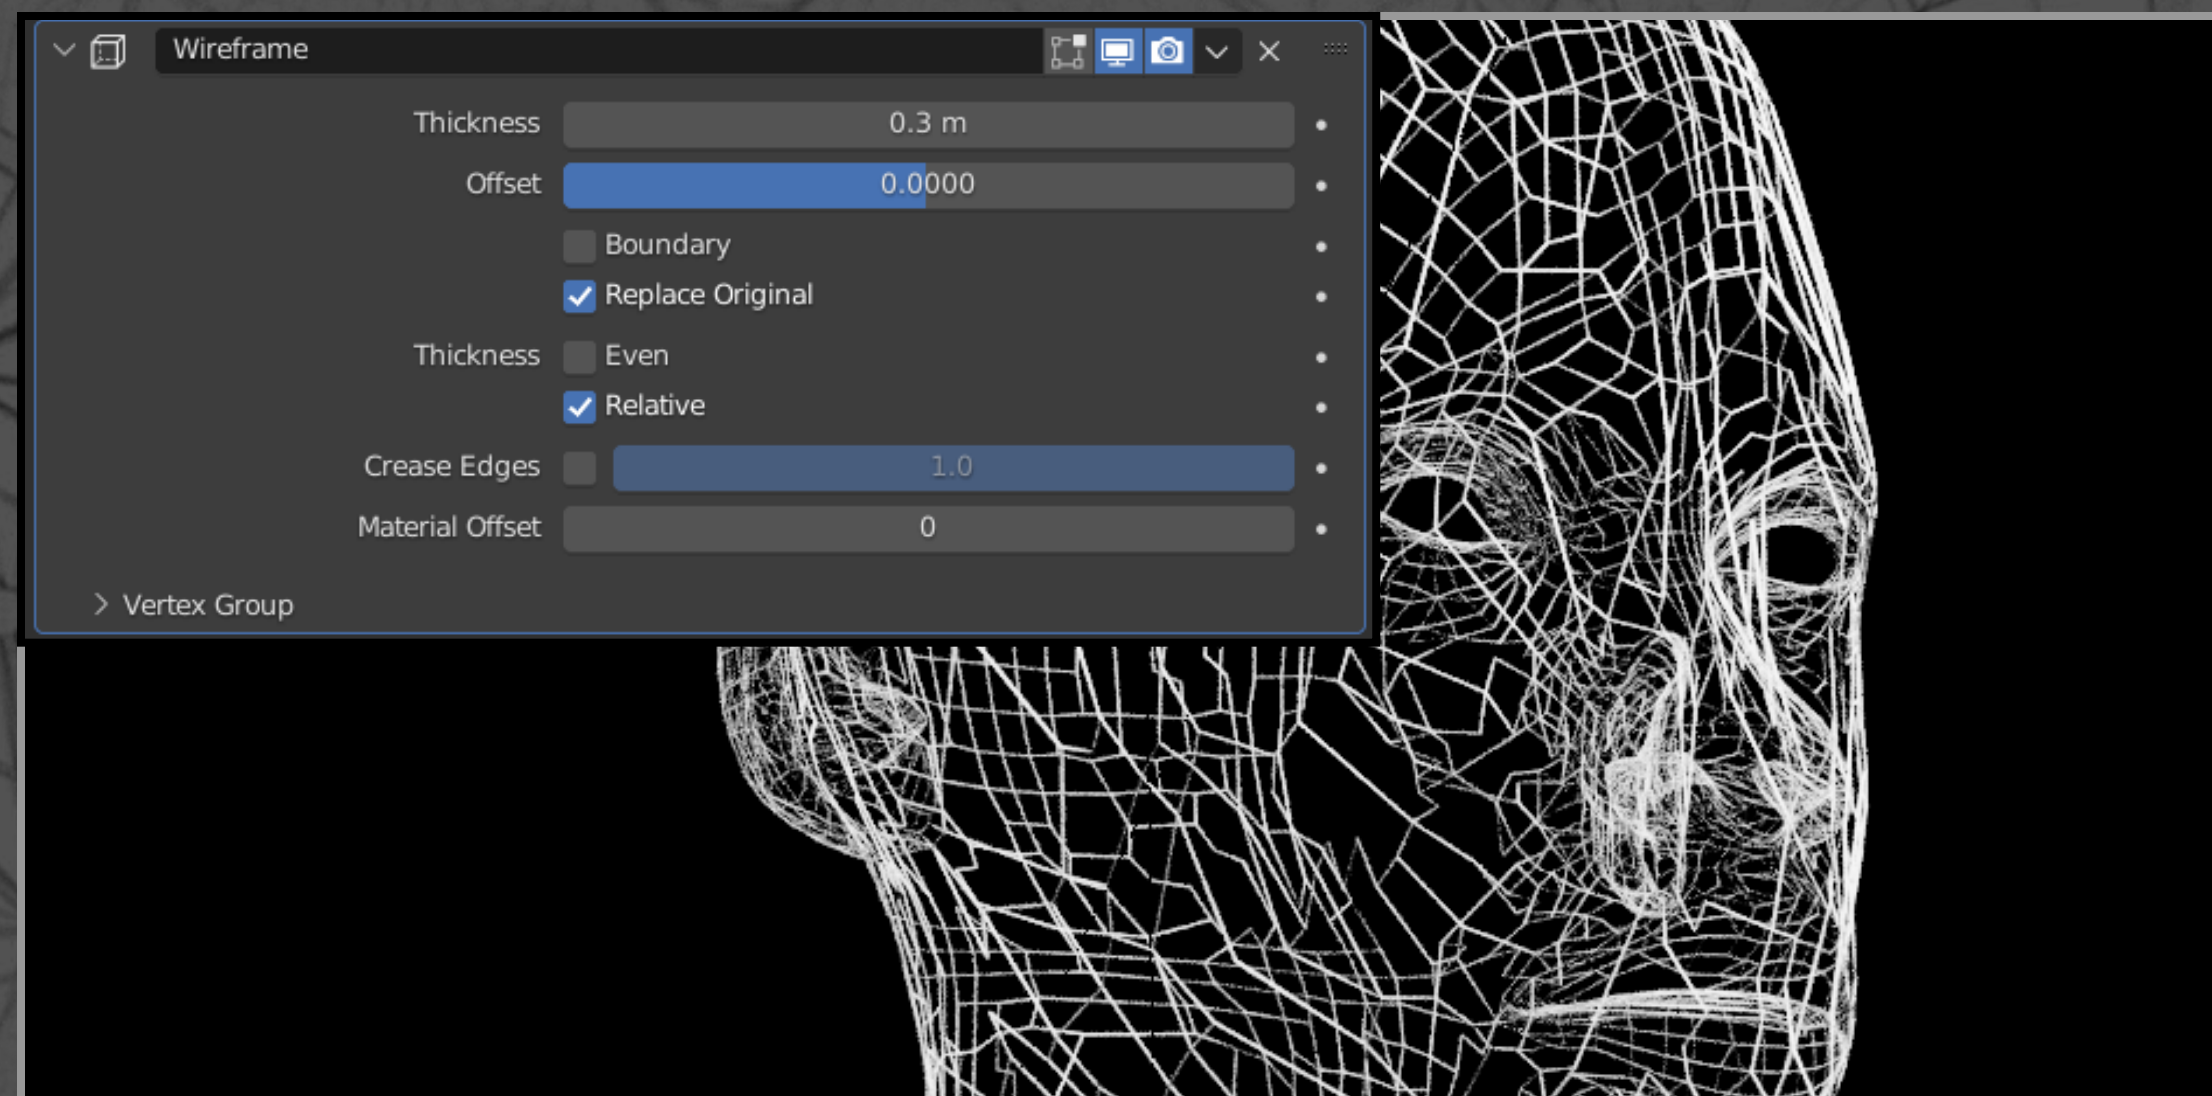 Wireframe
Thickness 0.3 m
Offset 0.0000
Boundary
Replace Original
Thickness Even
Relative
Crease Edges 1.0
Material Offset 0
Vertex Group